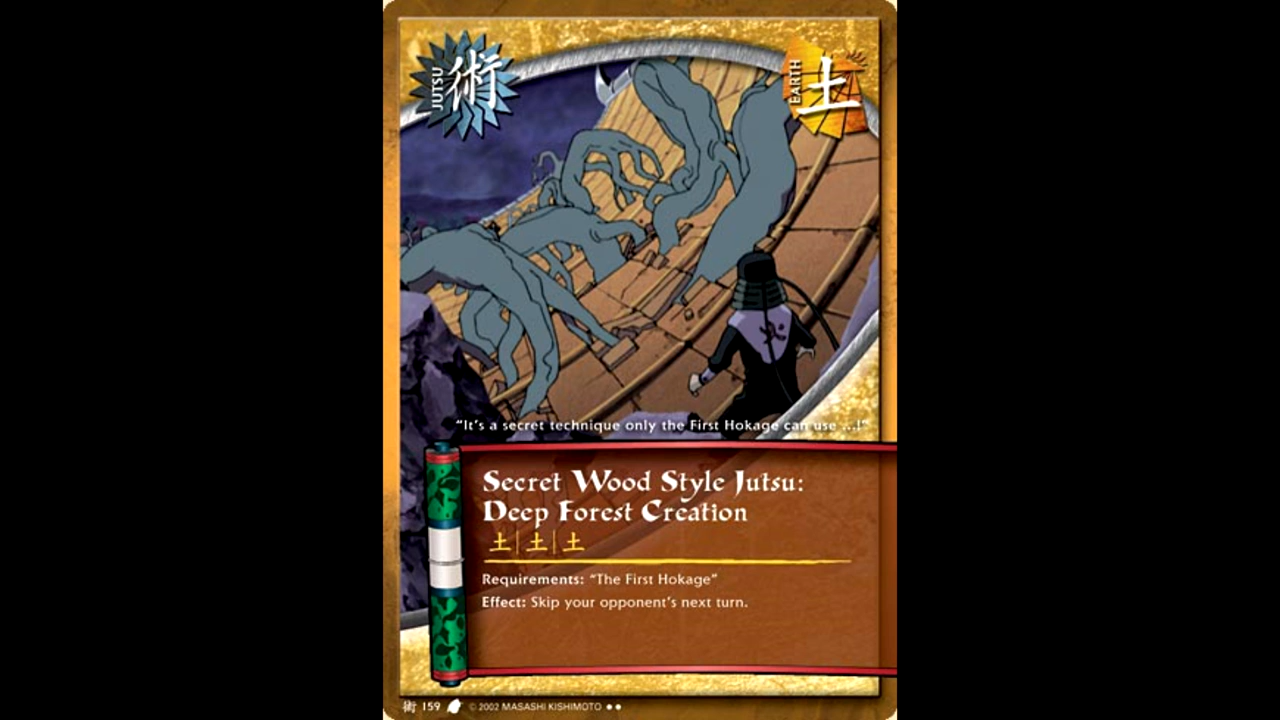 JUTSU 術
EARTH 土
"It's a secret technique only the First Hokage can use ...!"
Secret Wood Style Jutsu:
Deep Forest Creation
土|土|土
Requirements: "The First Hokage"
Effect: Skip your opponent's next turn.
術 159 © 2002 MASASHI KISHIMOTO ●●